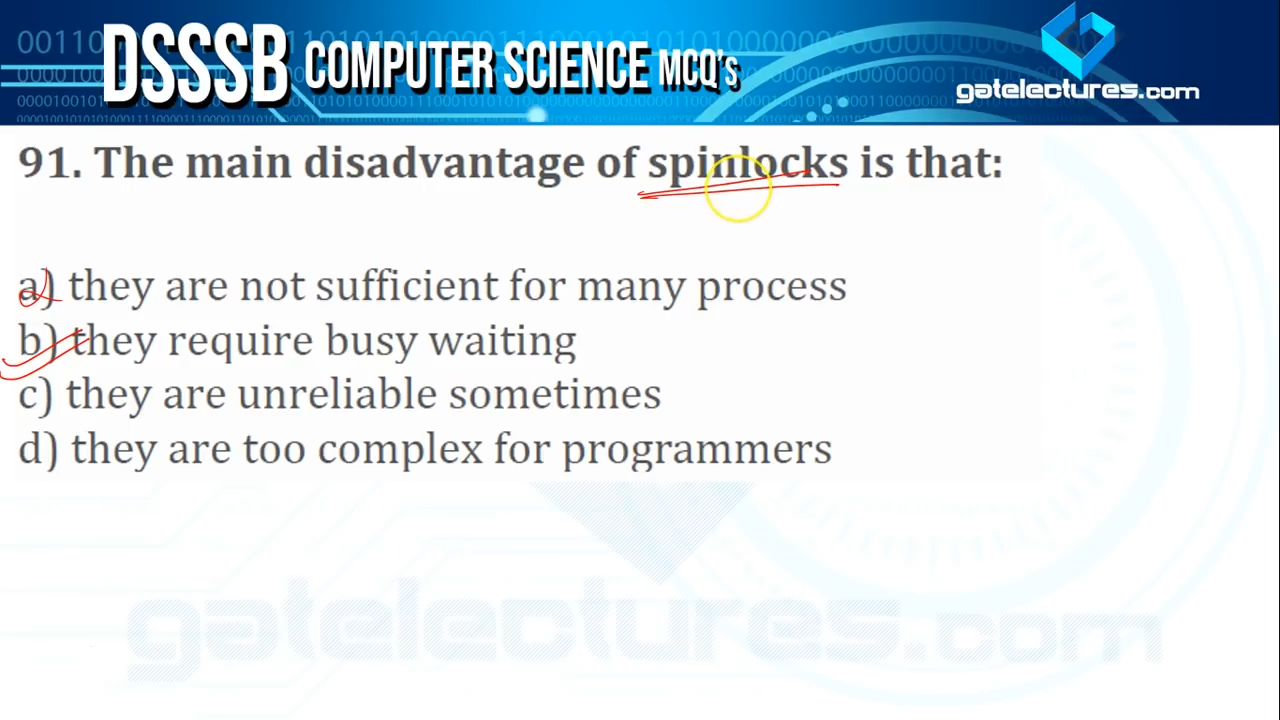 DSSSB COMPUTER SCIENCE MCQ's
gatelectures.com
91. The main disadvantage of spinlocks is that:
a) they are not sufficient for many process
b) they require busy waiting
c) they are unreliable sometimes
d) they are too complex for programmers
gatelectures.com